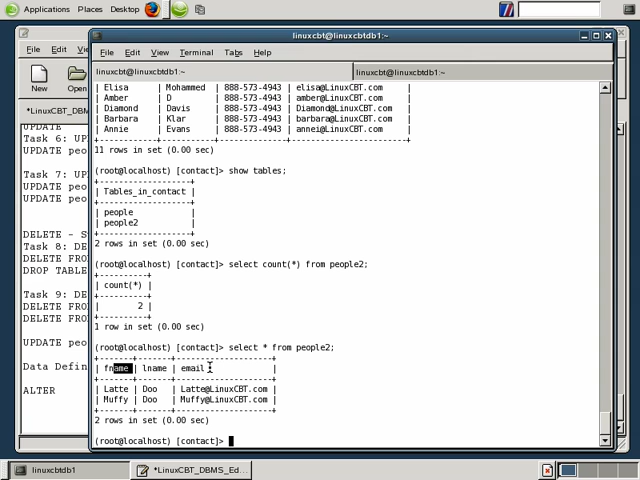 Applications Places Desktop
linuxcbt@linuxcbtdb1:~
File Edit View Terminal Tabs Help
linuxcbt@linuxcbtdb1:~
linuxcbt@linuxcbtdb1:~
| Elisa | Mohammed | 888-573-4943 | elisa@LinuxCBT.com |
| Amber | D | 888-573-4943 | amber@LinuxCBT.com |
| Diamond | Davis | 888-573-4943 | Diamond@LinuxCBT.com |
| Barbara | Klar | 888-573-4943 | barbara@LinuxCBT.com |
| Annie | Evans | 888-573-4943 | annei@LinuxCBT.com |
11 rows in set (0.00 sec)
(root@localhost) [contact]> show tables;
| Tables_in_contact |
| people |
| people2 |
2 rows in set (0.00 sec)
(root@localhost) [contact]> select count(*) from people2;
| count(*) |
| 2 |
1 row in set (0.00 sec)
(root@localhost) [contact]> select * from people2;
| fname | lname | email |
| Latte | Doo | Latte@LinuxCBT.com |
| Muffy | Doo | Muffy@LinuxCBT.com |
2 rows in set (0.00 sec)
(root@localhost) [contact]>
File Edit
New Open
*LinuxCBT_DBM
UPDATE
Task 6: UP
UPDATE peo
Task 7: UP
UPDATE peo
UPDATE peo
DELETE - S
Task 8: DE
DELETE FRO
DROP TABLE
Task 9: DE
DELETE FRO
DELETE FRO
UPDATE peo
Data Defin
ALTER
linuxcbtdb1
*LinuxCBT_DBMS_Ed...